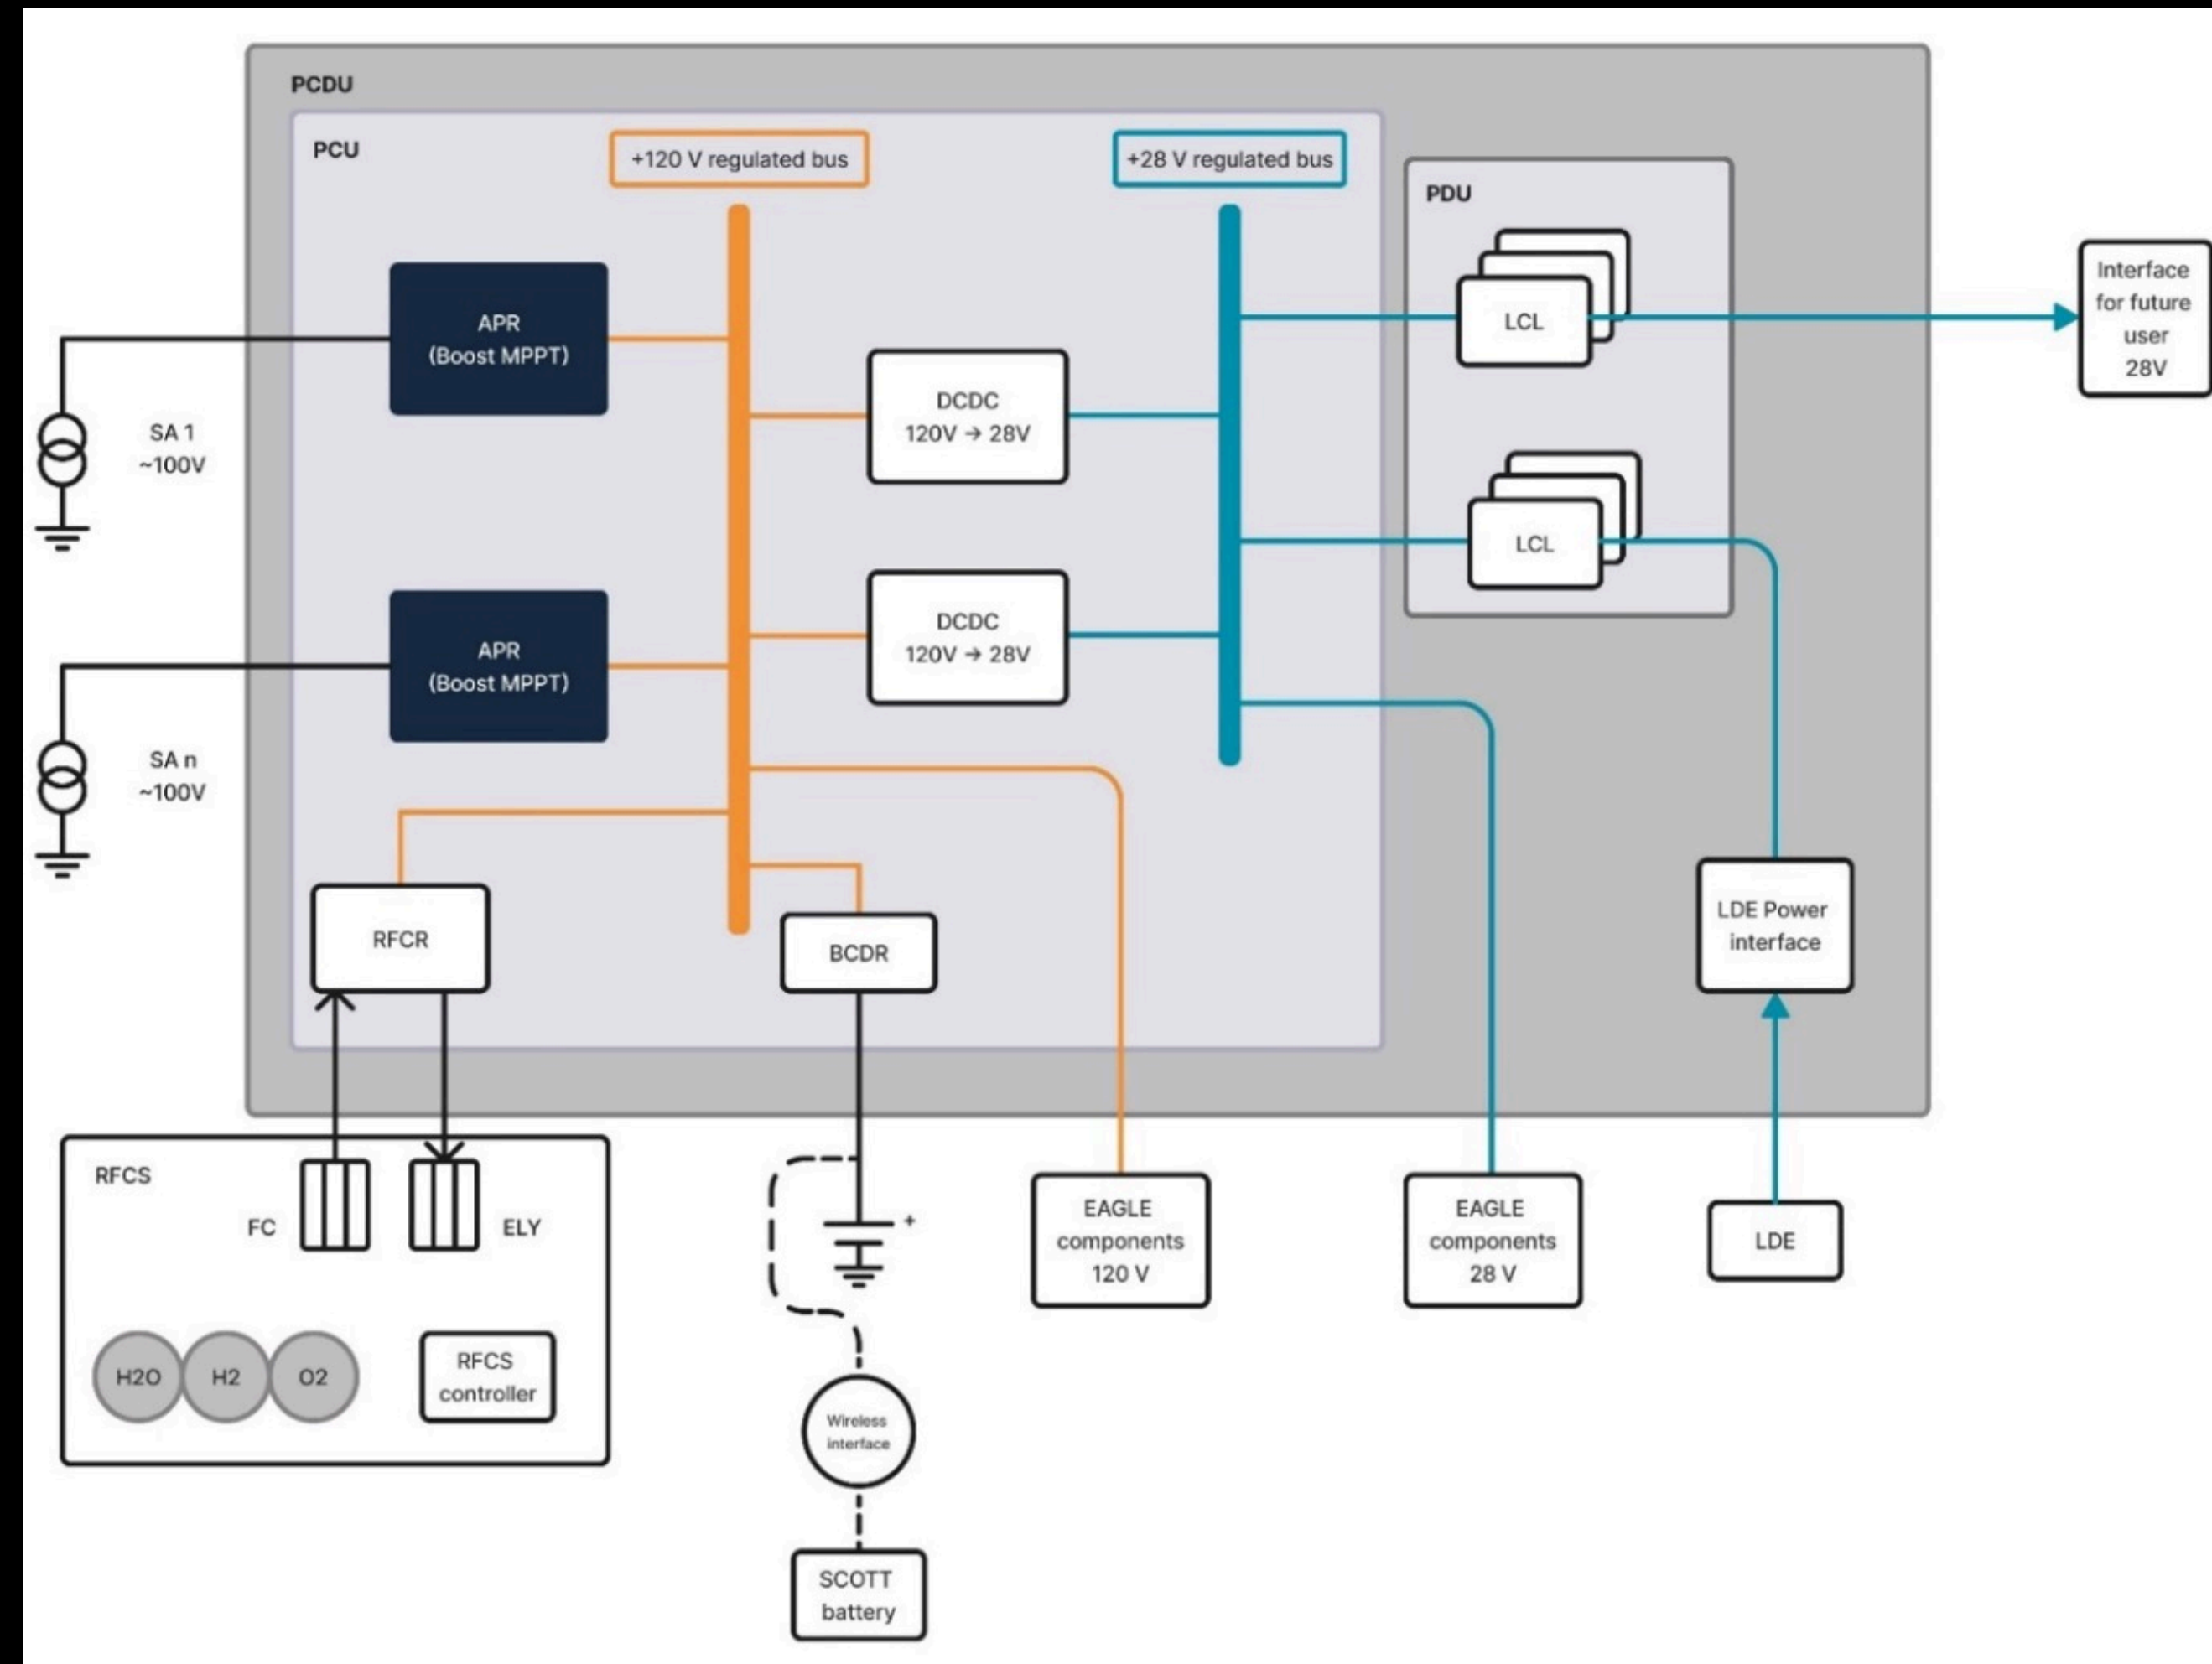 PCDU
PCU
+120 V regulated bus
+28 V regulated bus
PDU
APR
(Boost MPPT)
LCL
Interface
for future
user
28V
SA 1
~100V
DCDC
120V → 28V
LCL
APR
(Boost MPPT)
DCDC
120V → 28V
SA n
~100V
RFCR
BCDR
LDE Power
interface
RFCS
FC
ELY
+
EAGLE
components
120 V
EAGLE
components
28 V
LDE
H2O
H2
O2
RFCS
controller
Wireless
interface
SCOTT
battery